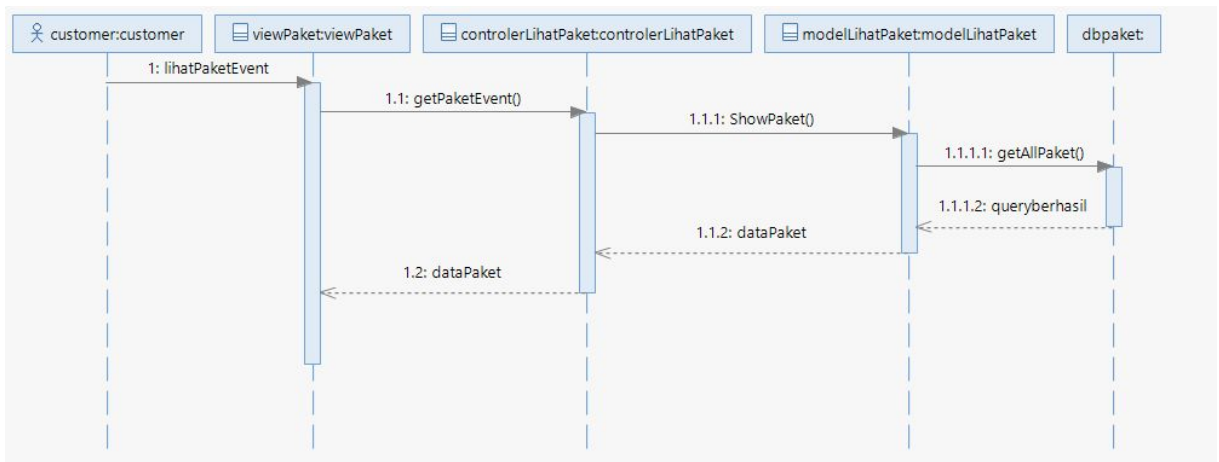 customer:customer
viewPaket:viewPaket
controlerLihatPaket:controlerLihatPaket
modelLihatPaket:modelLihatPaket
dbpaket:
1: lihatPaketEvent
1.1: getPaketEvent()
1.1.1: ShowPaket()
1.1.1.1: getAllPaket()
1.1.1.2: queryberhasil
1.1.2: dataPaket
1.2: dataPaket